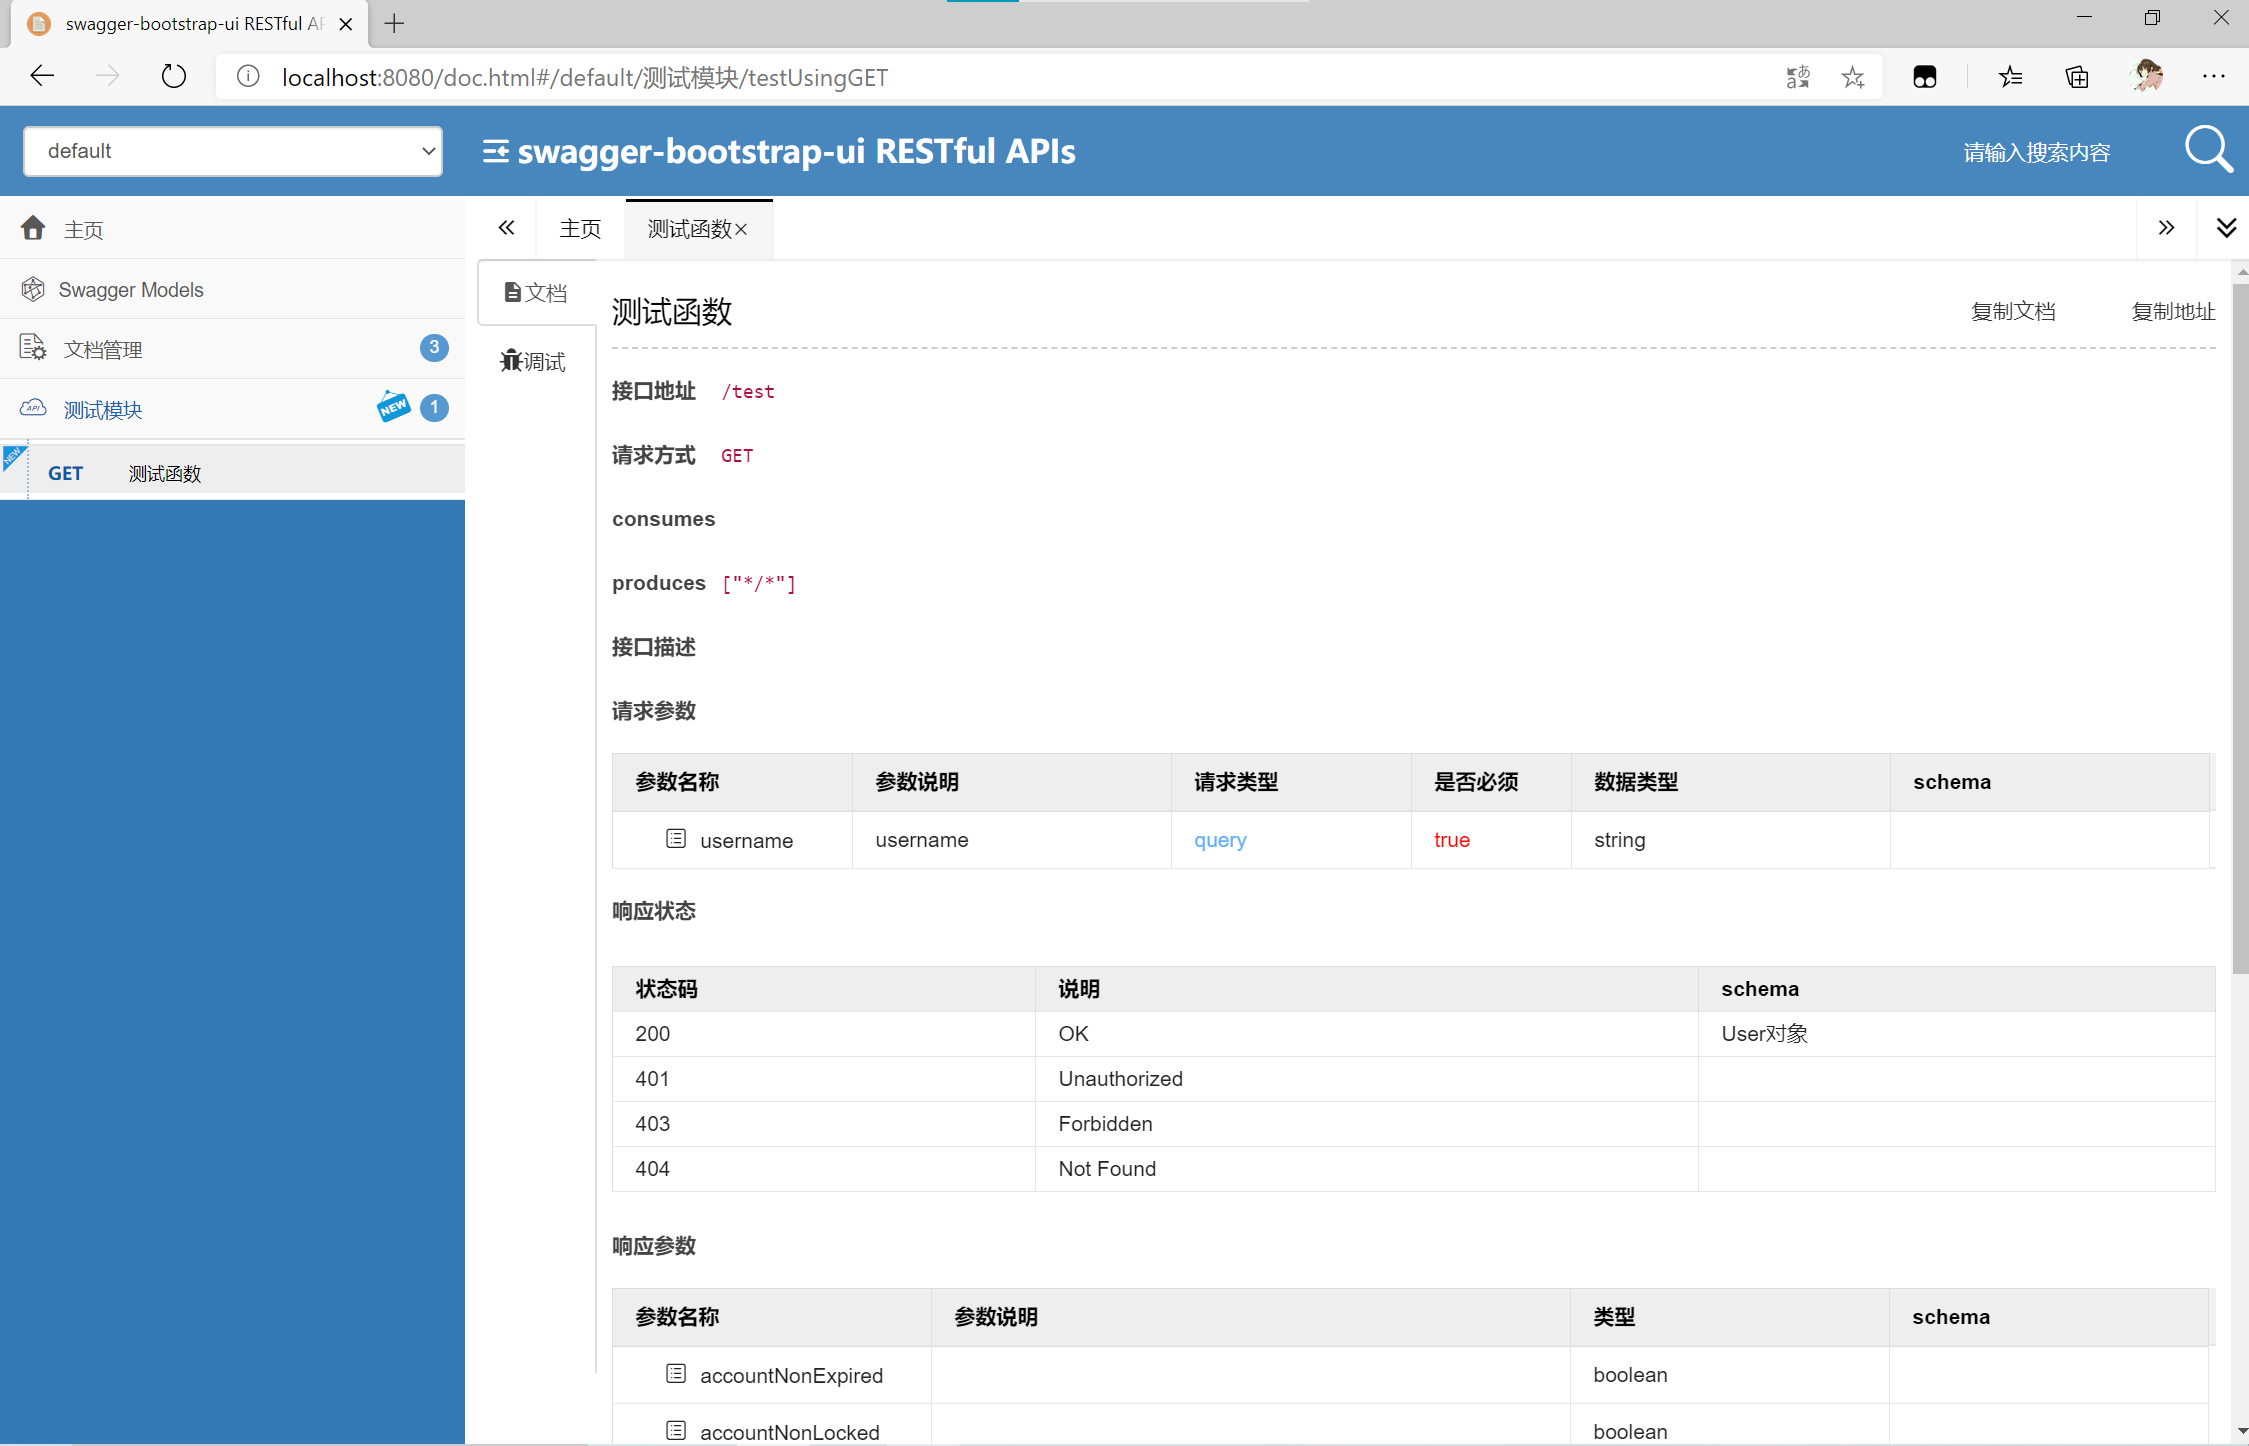 swagger-bootstrap-ui RESTful AF
localhost:8080/doc.html#/default/测试模块/testUsingGET
default
swagger-bootstrap-ui RESTful APIs
请输入搜索内容
主页
Swagger Models
文档管理 3
测试模块 NEW 1
NEW GET 测试函数
主页 测试函数
文档
调试
测试函数 复制文档 复制地址
接口地址 /test
请求方式 GET
consumes
produces ["*/*"]
接口描述
请求参数
参数名称 参数说明 请求类型 是否必须 数据类型 schema
username username query true string
响应状态
状态码 说明 schema
200 OK User对象
401 Unauthorized
403 Forbidden
404 Not Found
响应参数
参数名称 参数说明 类型 schema
accountNonExpired boolean
accountNonLocked boolean